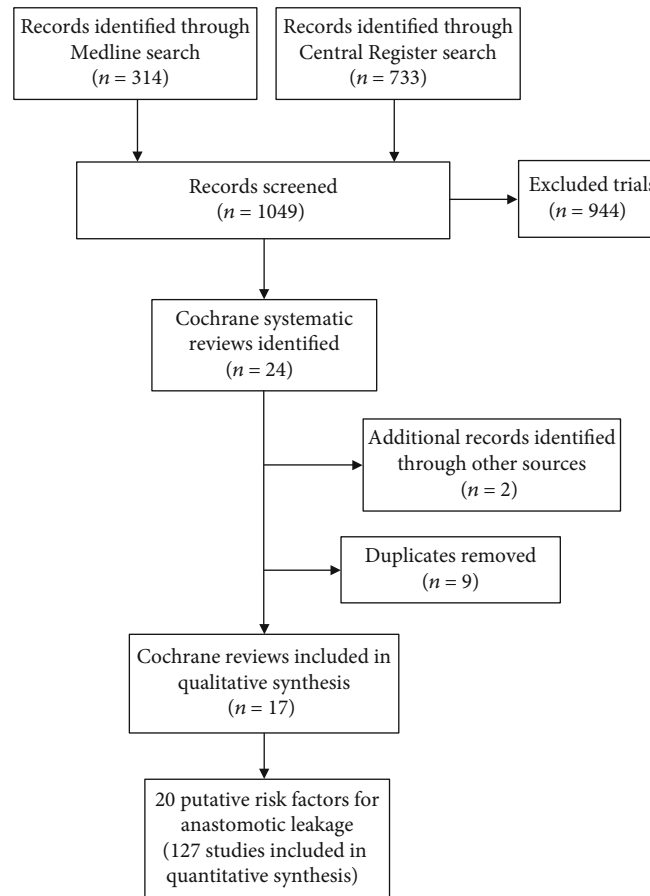 Records identified through
Medline search
(n = 314)
Records identified through
Central Register search
(n = 733)
Records screened
(n = 1049)
Excluded trials
(n = 944)
Cochrane systematic
reviews identified
(n = 24)
Additional records identified
through other sources
(n = 2)
Duplicates removed
(n = 9)
Cochrane reviews included in
qualitative synthesis
(n = 17)
20 putative risk factors for
anastomotic leakage
(127 studies included in
quantitative synthesis)